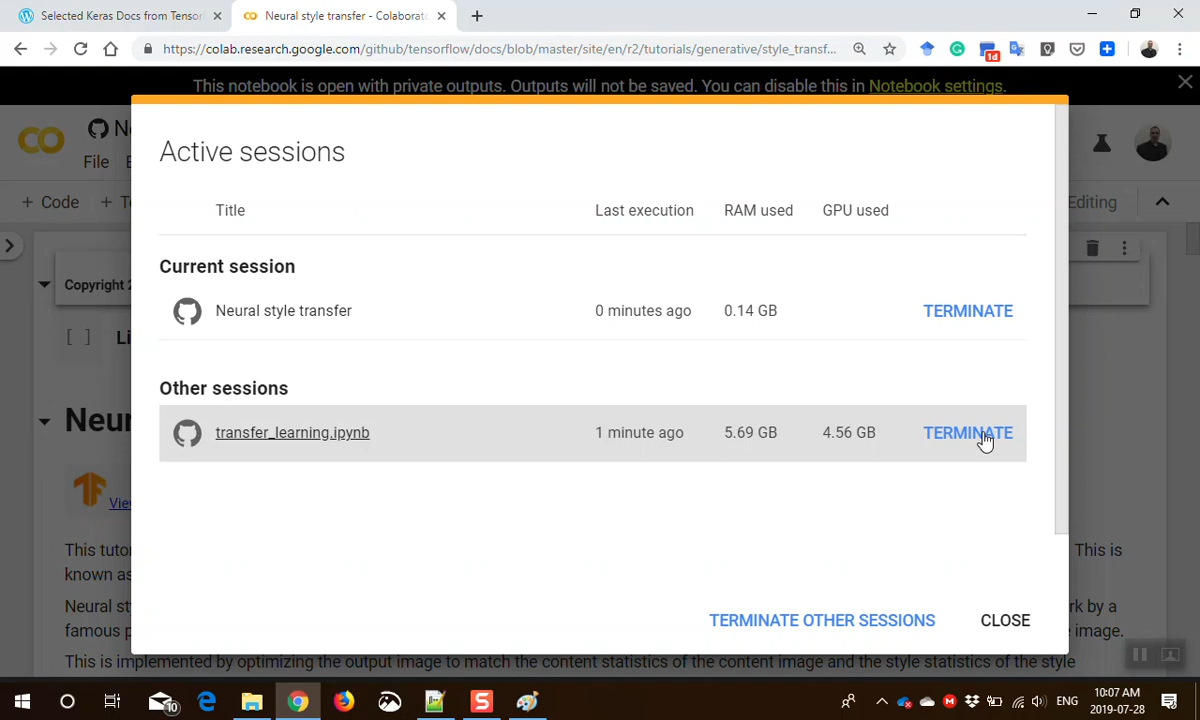 Selected Keras Docs from Tensor
Neural style transfer - Colaborato
https://colab.research.google.com/github/tensorflow/docs/blob/master/site/en/r2/tutorials/generative/style_transf...
1d
This notebook is open with private outputs. Outputs will not be saved. You can disable this in Notebook settings.
File
+ Code
Editing
Active sessions
Title Last execution RAM used GPU used
Current session
Neural style transfer 0 minutes ago 0.14 GB TERMINATE
Other sessions
transfer_learning.ipynb 1 minute ago 5.69 GB 4.56 GB TERMINATE
Copyright 2
[ ] Li
Neur
View
This tutor This is
known as
Neural st rk by a
famous p image.
This is implemented by optimizing the output image to match the content statistics of the content image and the style statistics of the style
TERMINATE OTHER SESSIONS CLOSE
10
ENG
10:07 AM
2019-07-28